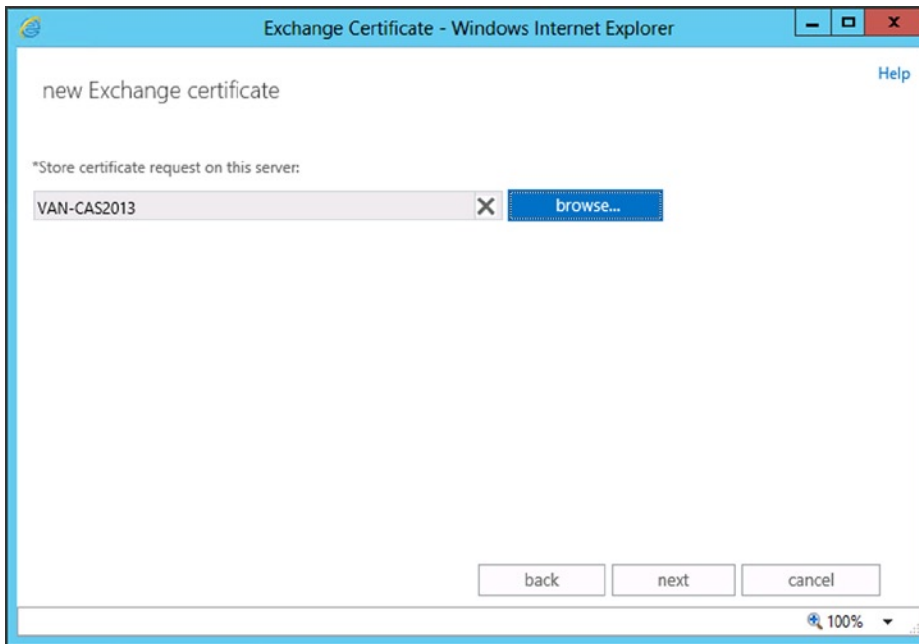 Exchange Certificate - Windows Internet Explorer
Help
new Exchange certificate
*Store certificate request on this server:
VAN-CAS2013
browse...
back next cancel
100%